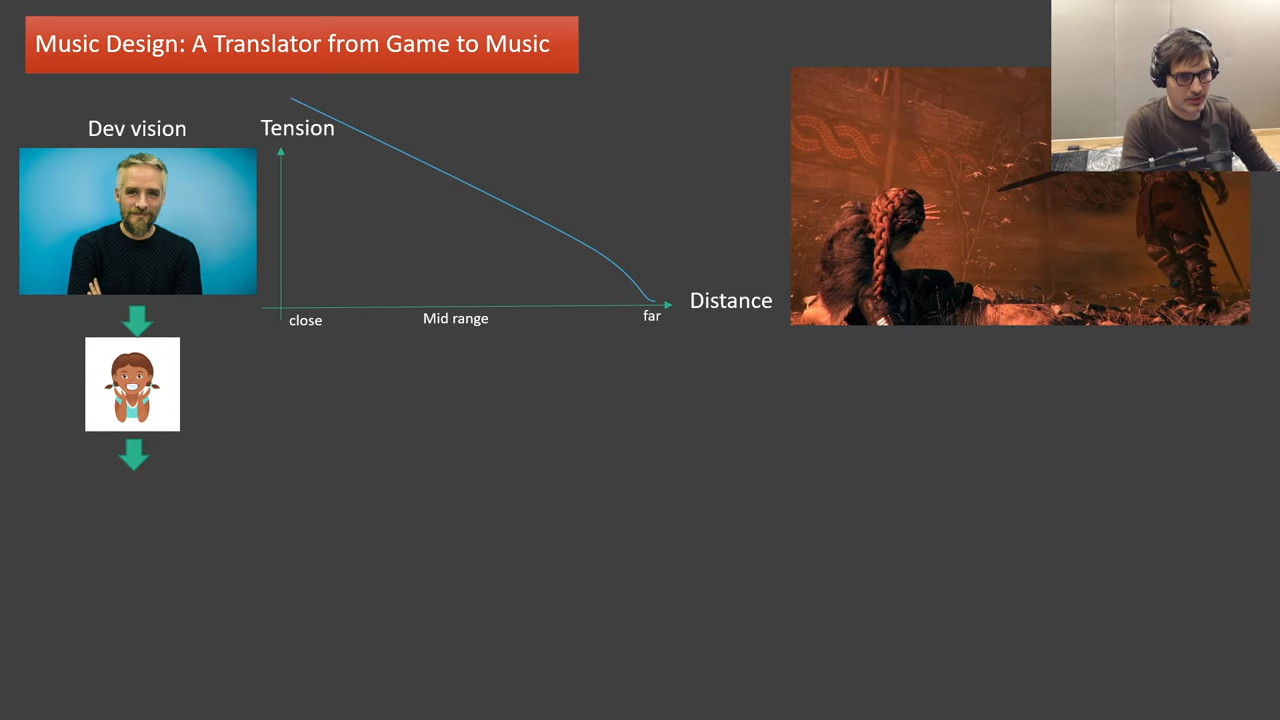 Music Design: A Translator from Game to Music
Dev vision
Tension
Distance
close
Mid range
far